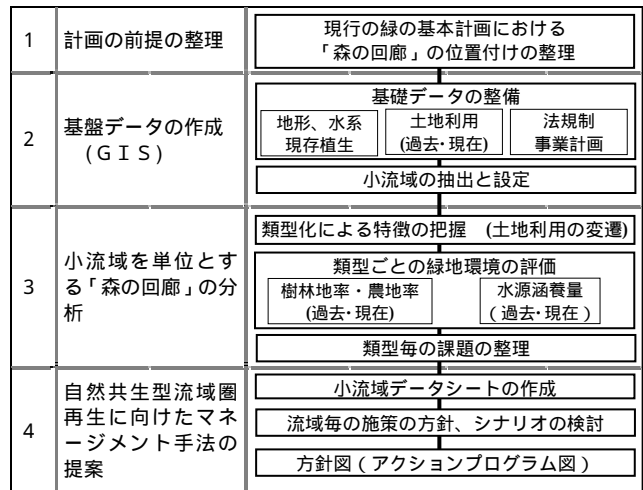 1
計画の前提の整理
現行の緑の基本計画における
「森の回廊」の位置付けの整理
2
基盤データの作成
(ＧＩＳ)
基礎データの整備
地形、水系
現存植生
土地利用
(過去･現在)
法規制
事業計画
小流域の抽出と設定
3
小流域を単位とす
る「森の回廊」の分
析
類型化による特徴の把握　(土地利用の変遷)
類型ごとの緑地環境の評価
樹林地率・農地率
(過去･現在)
水源涵養量
(過去･現在)
類型毎の課題の整理
4
自然共生型流域圏
再生に向けたマネ
ージメント手法の
提案
小流域データシートの作成
流域毎の施策の方針、シナリオの検討
方針図（アクションプログラム図）